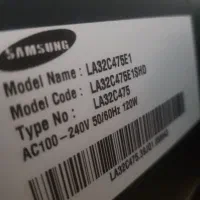 SAMSUNG
Model Name : LA32C475E1
Model Code : LA32C475E1SHD
Type No : LA32C475
AC100-240V 50/60Hz 120W